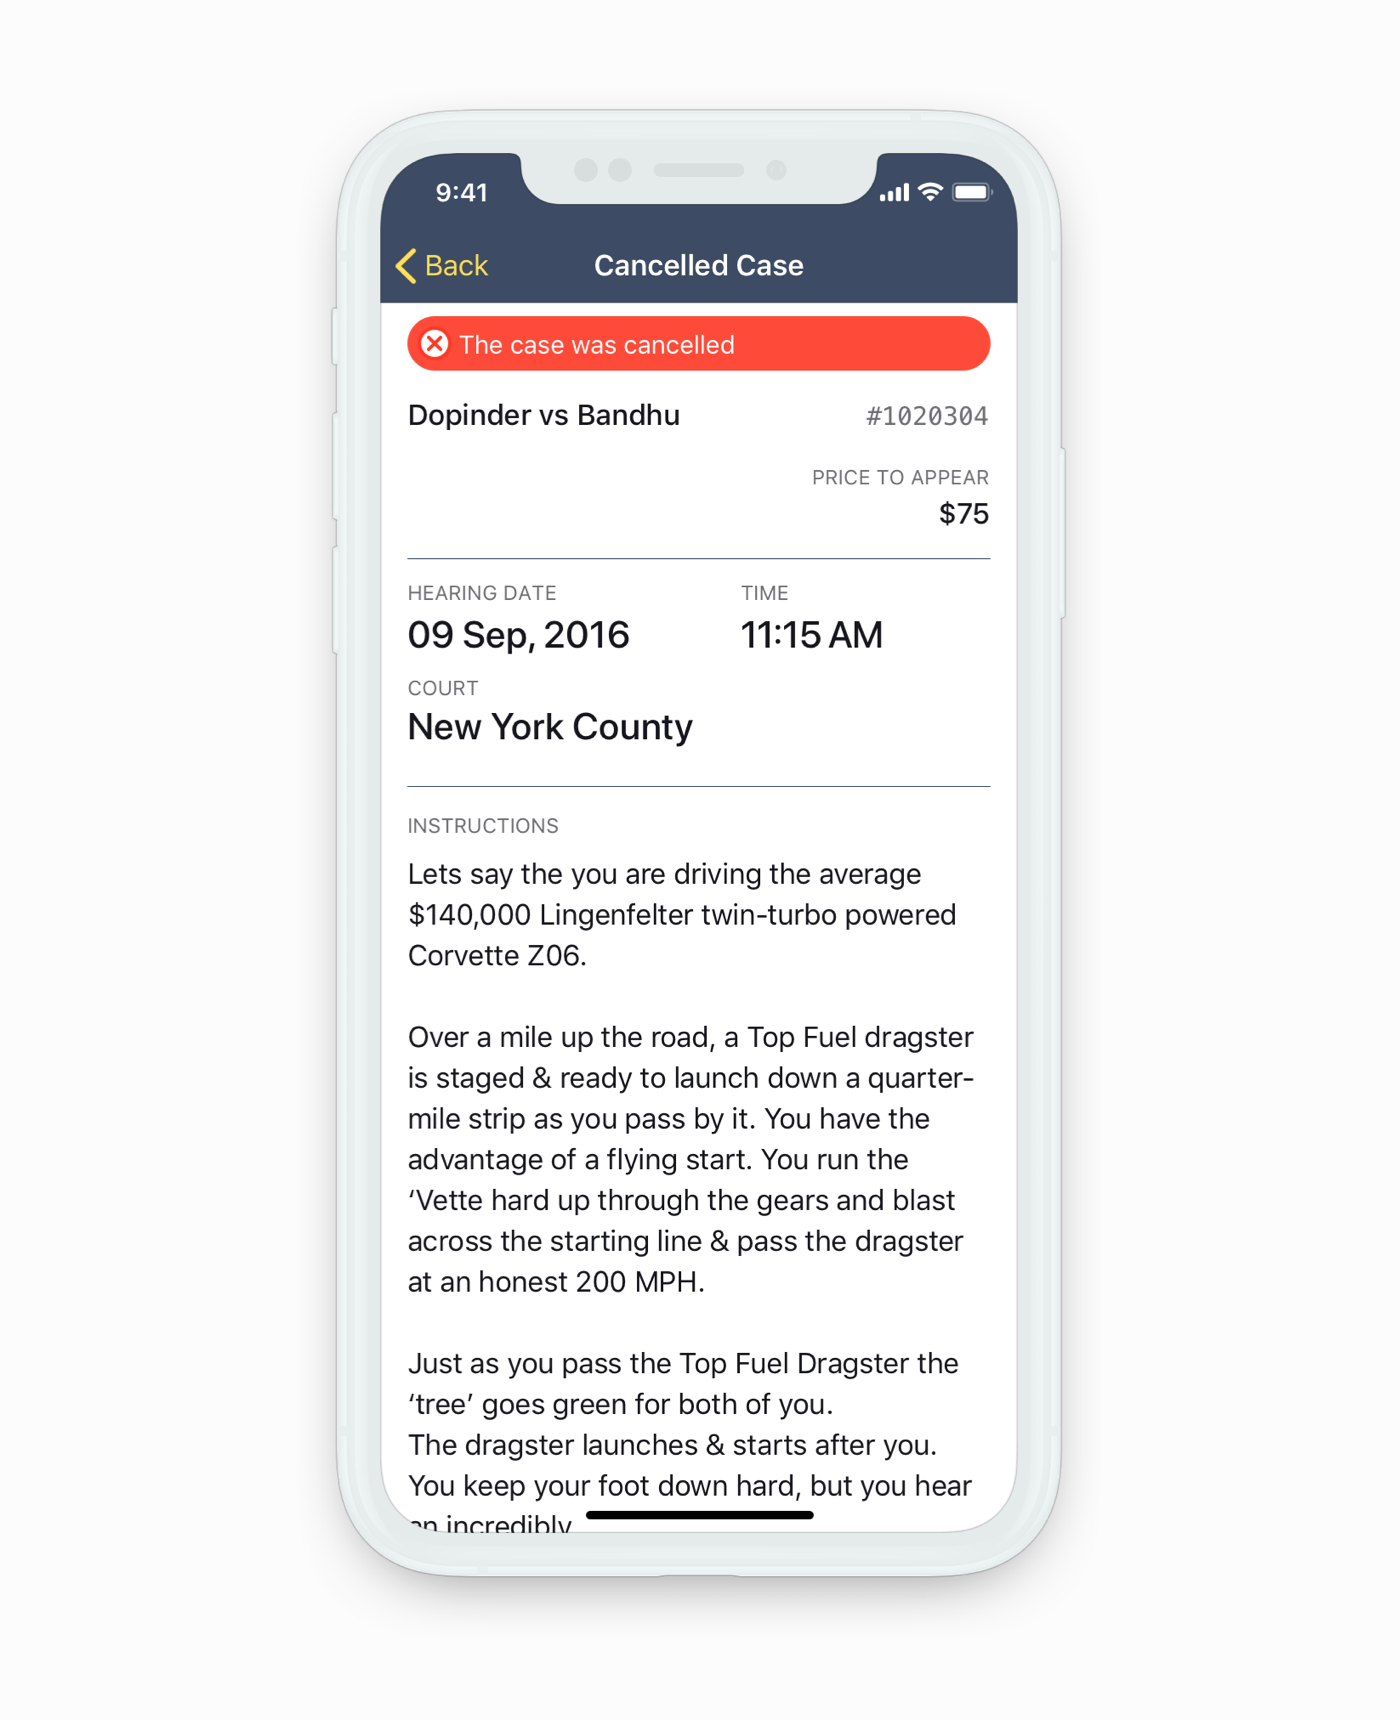 9:41
Back
Cancelled Case
The case was cancelled
Dopinder vs Bandhu
#1020304
PRICE TO APPEAR
$75
HEARING DATE
TIME
09 Sep, 2016
11:15 AM
COURT
New York County
INSTRUCTIONS
Lets say the you are driving the average
$140,000 Lingenfelter twin-turbo powered
Corvette Z06.
Over a mile up the road, a Top Fuel dragster
is staged & ready to launch down a quarter-
mile strip as you pass by it. You have the
advantage of a flying start. You run the
‘Vette hard up through the gears and blast
across the starting line & pass the dragster
at an honest 200 MPH.
Just as you pass the Top Fuel Dragster the
‘tree’ goes green for both of you.
The dragster launches & starts after you.
You keep your foot down hard, but you hear
an incredibly